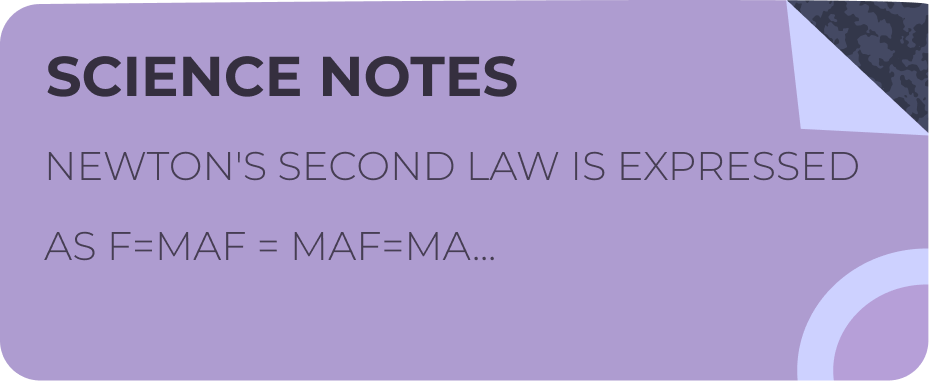 SCIENCE NOTES
NEWTON'S SECOND LAW IS EXPRESSED
AS F=MAF = MAF=MA...